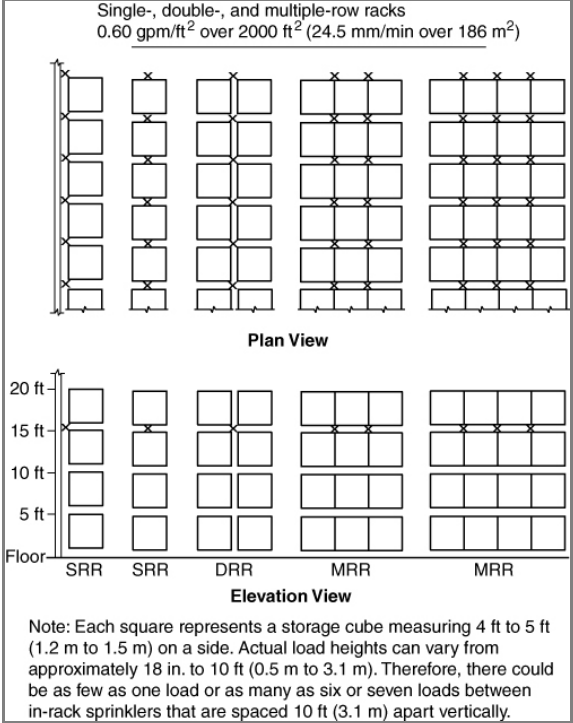 Single-, double-, and multiple-row racks
0.60 gpm/ft² over 2000 ft² (24.5 mm/min over 186 m²)
Plan View
20 ft
15 ft
10 ft
5 ft
Floor
SRR SRR DRR MRR MRR
Elevation View
Note: Each square represents a storage cube measuring 4 ft to 5 ft
(1.2 m to 1.5 m) on a side. Actual load heights can vary from
approximately 18 in. to 10 ft (0.5 m to 3.1 m). Therefore, there could
be as few as one load or as many as six or seven loads between
in-rack sprinklers that are spaced 10 ft (3.1 m) apart vertically.